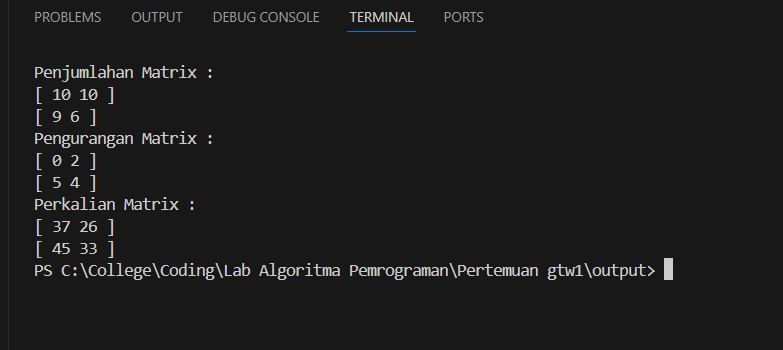 PROBLEMS OUTPUT DEBUG CONSOLE TERMINAL PORTS
Penjumlahan Matrix :
[ 10 10 ]
[ 9 6 ]
Pengurangan Matrix :
[ 0 2 ]
[ 5 4 ]
Perkalian Matrix :
[ 37 26 ]
[ 45 33 ]
PS C:\College\Coding\Lab Algoritma Pemrograman\Pertemuan gtw1\output>